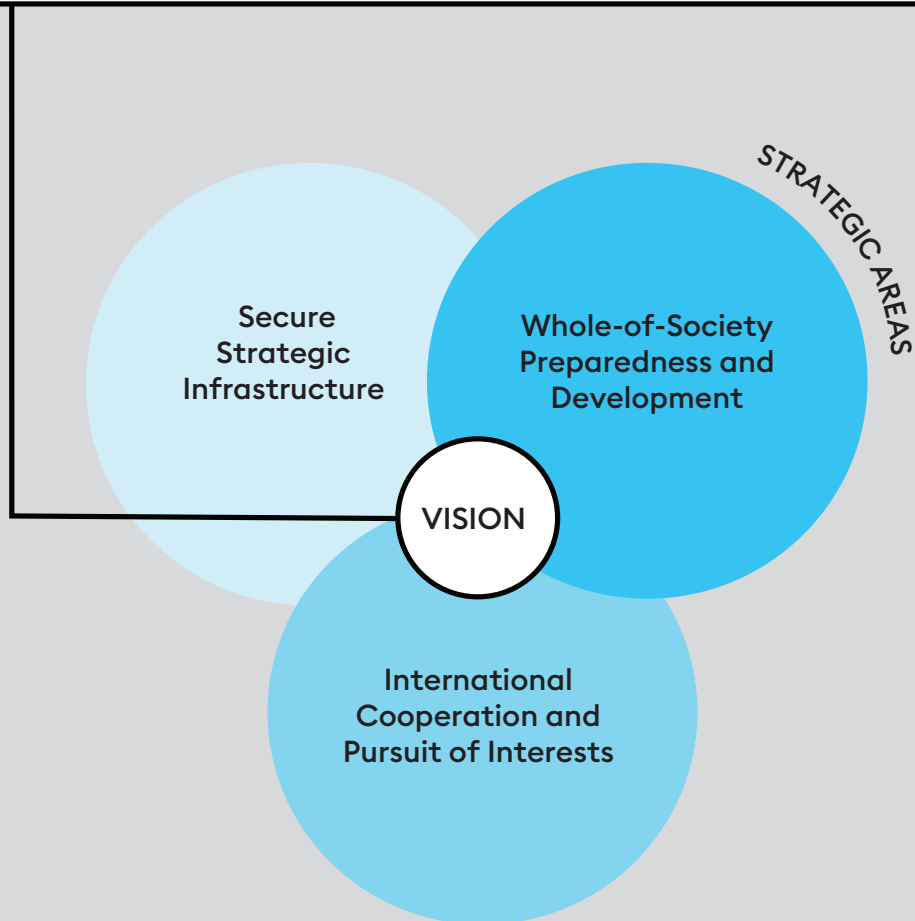 STRATEGIC AREAS
Secure
Strategic
Infrastructure
Whole-of-Society
Preparedness and
Development
VISION
International
Cooperation and
Pursuit of Interests